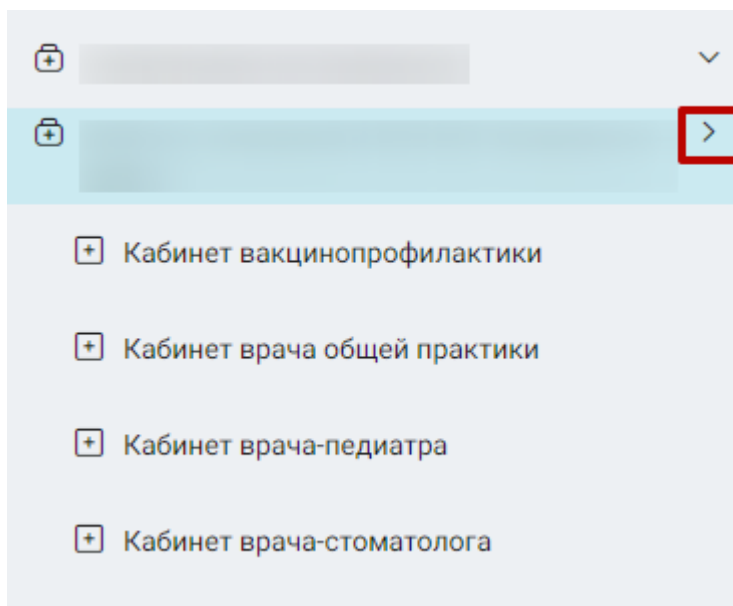 Кабинет вакцинопрофилактики
Кабинет врача общей практики
Кабинет врача-педиатра
Кабинет врача-стоматолога